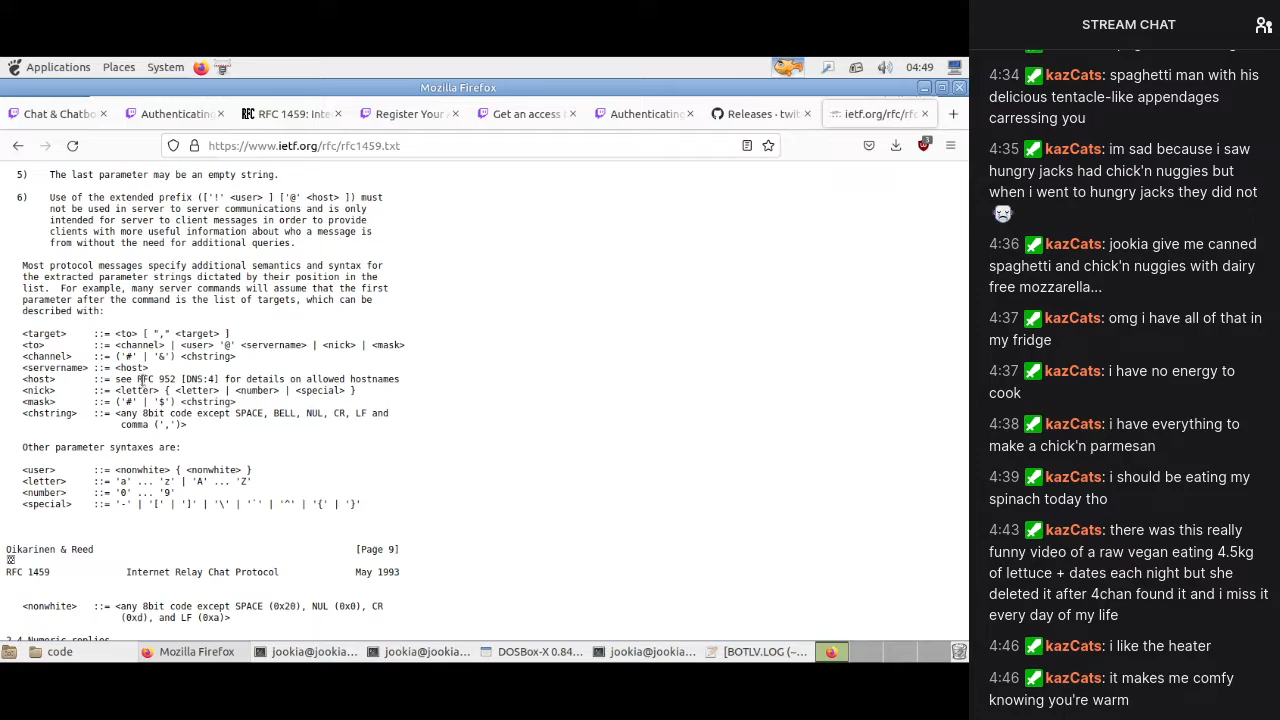 STREAM CHAT
Applications Places System 04:49
Mozilla Firefox
Chat & Chatbo
Authenticating
RFC 1459: Inte
Register Your
Get an access
Authenticating
Releases · twit
ietf.org/rfc/rfc
https://www.ietf.org/rfc/rfc1459.txt
5) The last parameter may be an empty string.
6) Use of the extended prefix (['!' <user> ] ['@' <host> ]) must
not be used in server to server communications and is only
intended for server to client messages in order to provide
clients with more useful information about who a message is
from without the need for additional queries.
Most protocol messages specify additional semantics and syntax for
the extracted parameter strings dictated by their position in the
list. For example, many server commands will assume that the first
parameter after the command is the list of targets, which can be
described with:
<target> ::= <to> [ "," <target> ]
<to> ::= <channel> | <user> '@' <servername> | <nick> | <mask>
<channel> ::= ('#' | '&') <chstring>
<servername> ::= <host>
<host> ::= see RFC 952 [DNS:4] for details on allowed hostnames
<nick> ::= <letter> { <letter> | <number> | <special> }
<mask> ::= ('#' | '$') <chstring>
<chstring> ::= <any 8bit code except SPACE, BELL, NUL, CR, LF and
comma (',')>
Other parameter syntaxes are:
<user> ::= <nonwhite> { <nonwhite> }
<letter> ::= 'a' ... 'z' | 'A' ... 'Z'
<number> ::= '0' ... '9'
<special> ::= '-' | '[' | ']' | '\' | '`' | '^' | '{' | '}'
Oikarinen & Reed [Page 9]
RFC 1459 Internet Relay Chat Protocol May 1993
<nonwhite> ::= <any 8bit code except SPACE (0x20), NUL (0x0), CR
(0xd), and LF (0xa)>
2.4 Numeric replies
code
Mozilla Firefox
jookia@jookia...
jookia@jookia...
DOSBox-X 0.84...
jookia@jookia...
[BOTLV.LOG (~...
4:34 kazCats: spaghetti man with his
delicious tentacle-like appendages
carressing you
4:35 kazCats: im sad because i saw
hungry jacks had chick'n nuggies but
when i went to hungry jacks they did not
4:36 kazCats: jookia give me canned
spaghetti and chick'n nuggies with dairy
free mozzarella...
4:37 kazCats: omg i have all of that in
my fridge
4:37 kazCats: i have no energy to
cook
4:38 kazCats: i have everything to
make a chick'n parmesan
4:39 kazCats: i should be eating my
spinach today tho
4:43 kazCats: there was this really
funny video of a raw vegan eating 4.5kg
of lettuce + dates each night but she
deleted it after 4chan found it and i miss it
every day of my life
4:46 kazCats: i like the heater
4:46 kazCats: it makes me comfy
knowing you're warm